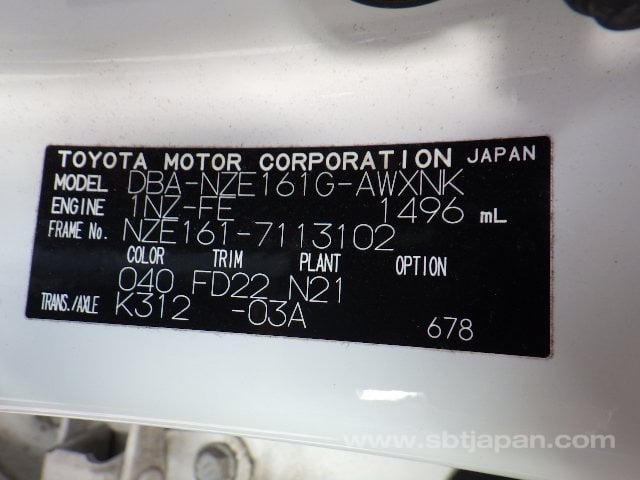 TOYOTA MOTOR CORPORATION JAPAN
MODEL DBA-NZE161G-AWXNK
ENGINE 1NZ-FE 1496 mL
FRAME No. NZE161-7113102
COLOR TRIM PLANT OPTION
040 FD22 N21
TRANS./AXLE K312 -03A
678
www.sbtjapan.com